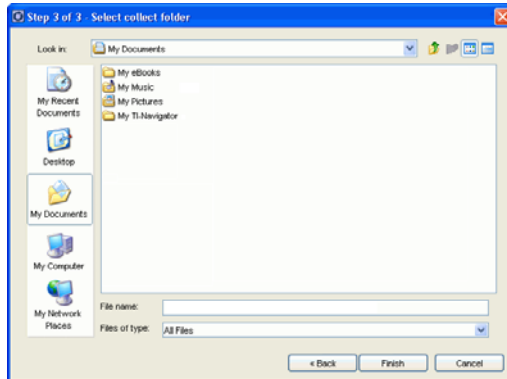 Step 3 of 3 - Select collect folder
Look in:
My Documents
My Recent
Documents
Desktop
My Documents
My Computer
My Network
Places
My eBooks
My Music
My Pictures
My TI-Navigator
File name:
Files of type:
All Files
< Back
Finish
Cancel